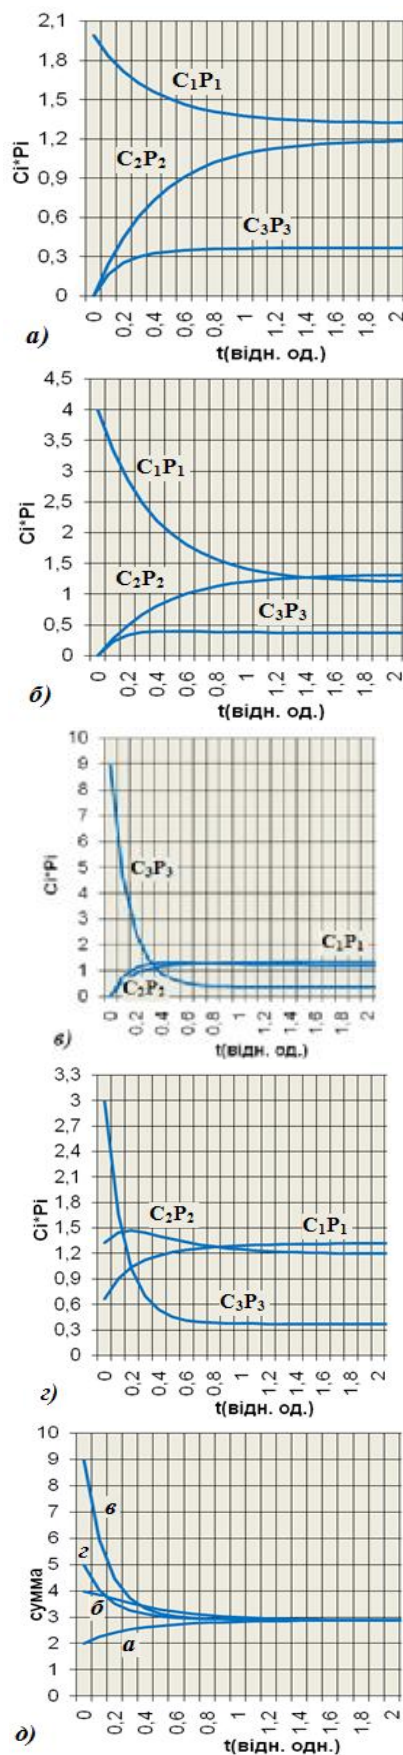 2,1
1,8
C₁P₁
1,5
Ci*Pi
1,2
C₂P₂
0,9
0,6
C₃P₃
0,3
0
0 0,2 0,4 0,6 0,8 1 1,2 1,4 1,6 1,8 2
а)
t(відн. од.)
4,5
4
3,5
C₁P₁
3
Ci*Pi
2,5
2
1,5
C₂P₂
1
C₃P₃
0,5
0
0 0,2 0,4 0,6 0,8 1 1,2 1,4 1,6 1,8 2
б)
t(відн. од.)
10
9
8
7
6
Ci*Pi
5
C₃P₃
4
3
2
C₁P₁
1
C₂P₂
0
0 0,2 0,4 0,6 0,8 1 1,2 1,4 1,6 1,8 2
в)
t(відн. од.)
3,3
3
2,7
2,4
2,1
Ci*Pi
1,8
C₂P₂
1,5
C₁P₁
1,2
0,9
0,6
C₃P₃
0,3
0
0 0,2 0,4 0,6 0,8 1 1,2 1,4 1,6 1,8 2
г)
t(відн. од.)
10
9
8
7
в
6
сумма
г
5
4
б
3
2
а
1
0
0 0,2 0,4 0,6 0,8 1 1,2 1,4 1,6 1,8 2
д)
t(відн. одн.)